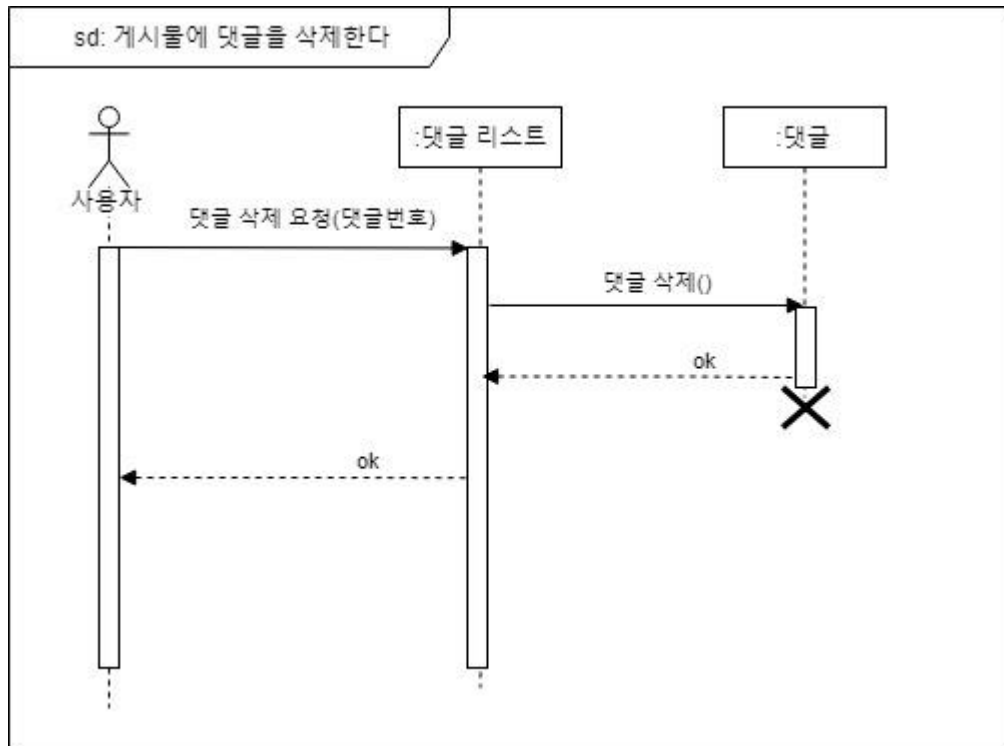 sd: 게시물에 댓글을 삭제한다
:댓글 리스트
:댓글
사용자
댓글 삭제 요청(댓글번호)
댓글 삭제()
ok
ok